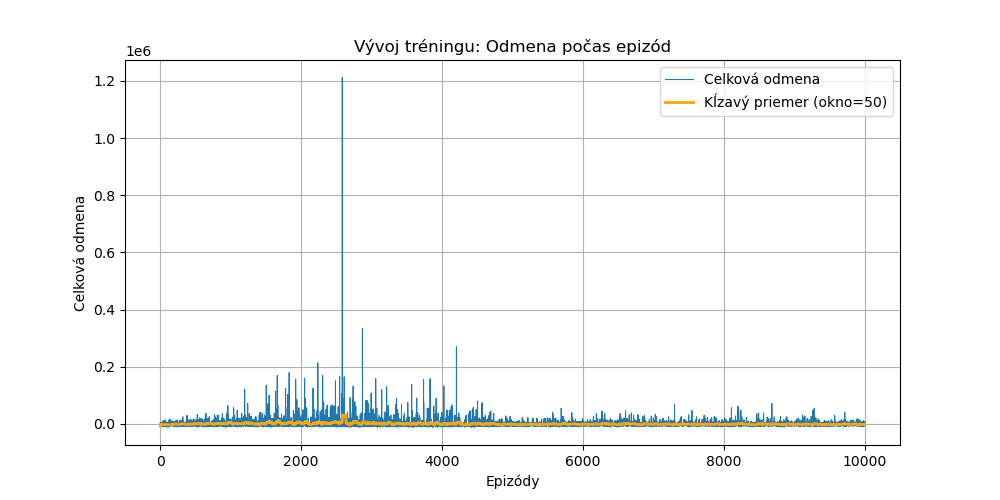 Vývoj tréningu: Odmena počas epizód
1e6
Celková odmena
Kĺzavý priemer (okno=50)
1.2
1.0
0.8
0.6
0.4
0.2
0.0
Celková odmena
0
2000
4000
6000
8000
10000
Epizódy